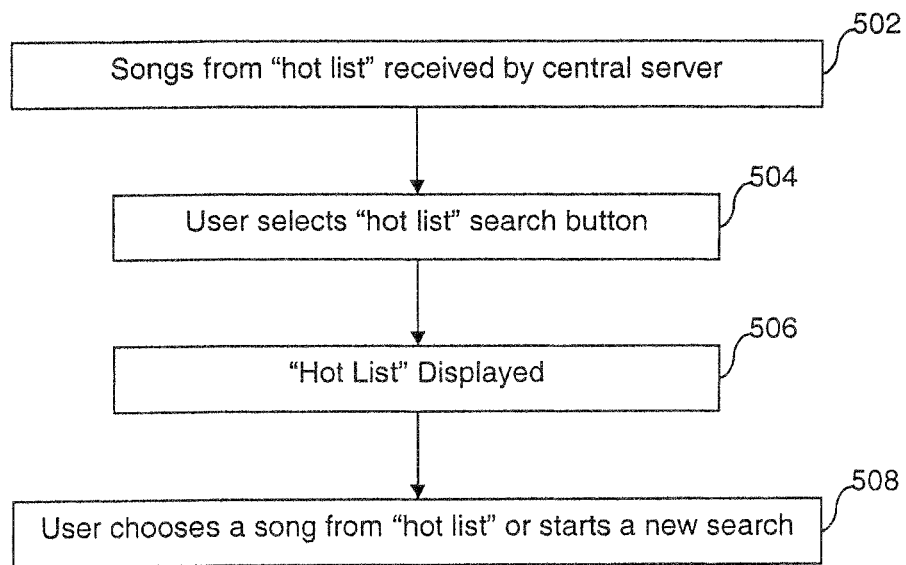 502
Songs from “hot list” received by central server
504
User selects “hot list” search button
506
“Hot List” Displayed
508
User chooses a song from “hot list” or starts a new search